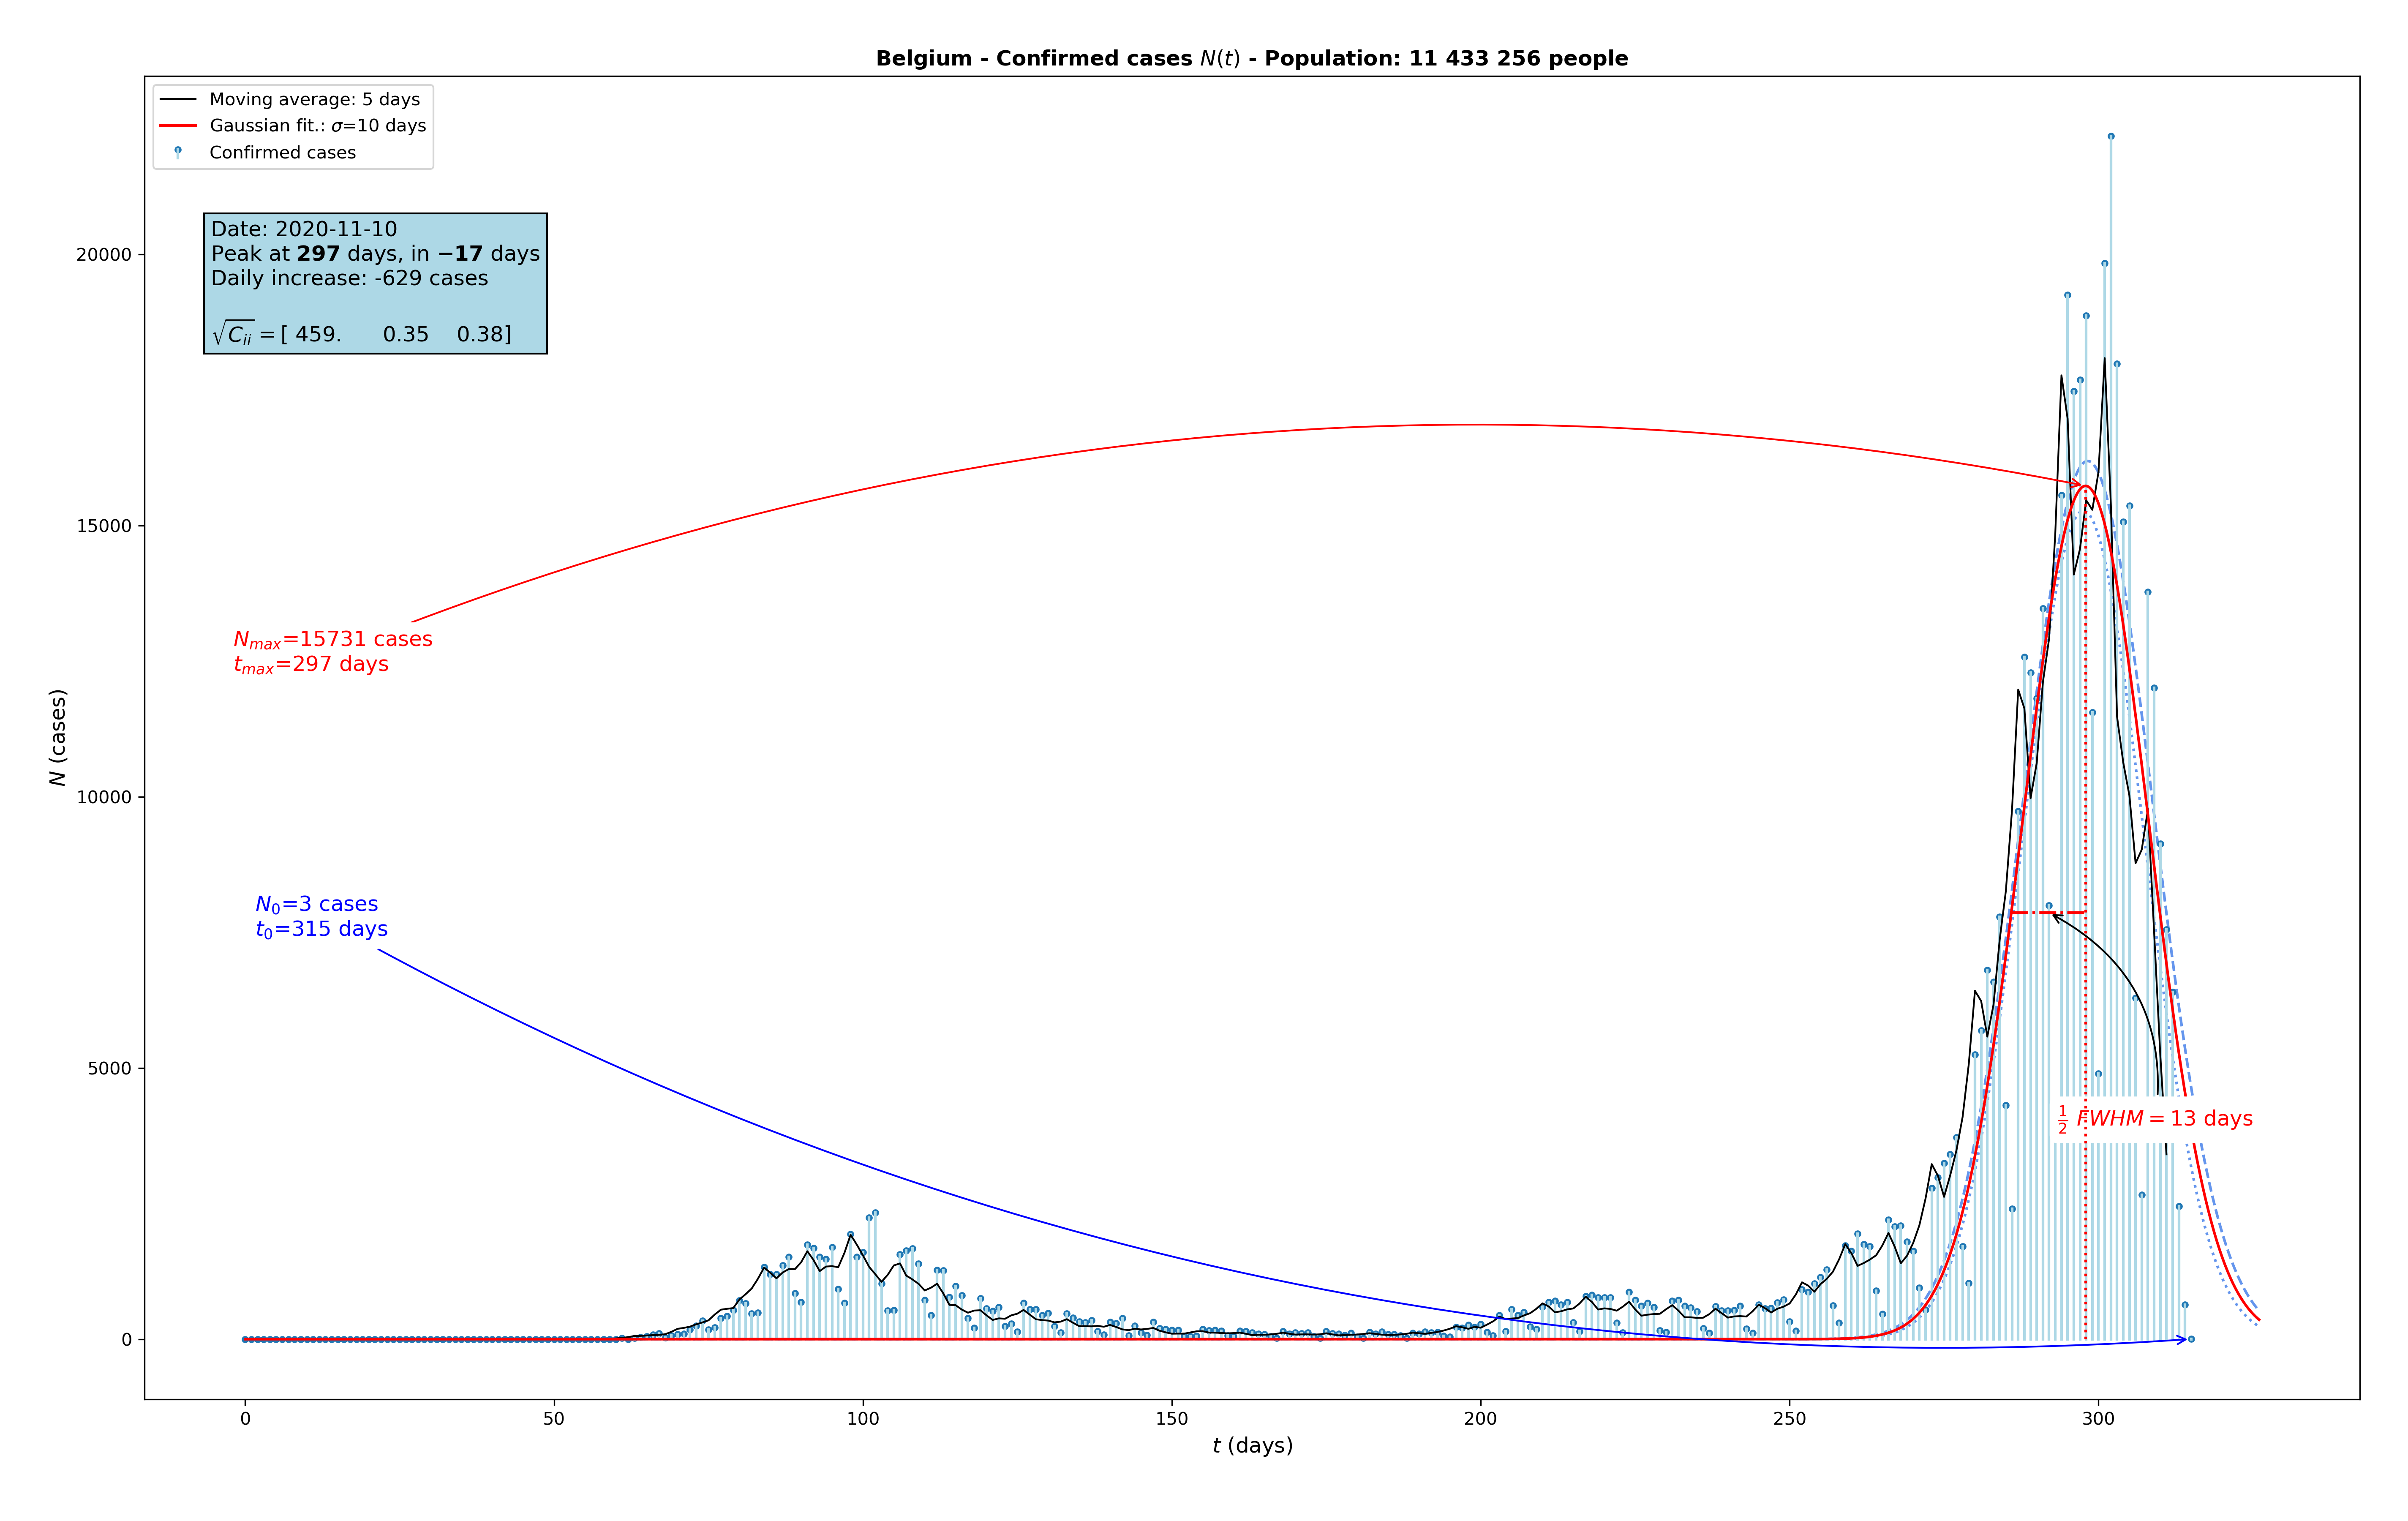 Belgium - Confirmed cases N(t) - Population: 11 433 256 people
Moving average: 5 days
Gaussian fit.: σ=10 days
Confirmed cases
Date: 2020-11-10
Peak at 297 days, in −17 days
Daily increase: -629 cases
√C_ii = [ 459. 0.35 0.38]
N_max=15731 cases
t_max=297 days
N_0=3 cases
t_0=315 days
½ FWHM = 13 days
N (cases)
20000
15000
10000
5000
0
0 50 100 150 200 250 300
t (days)